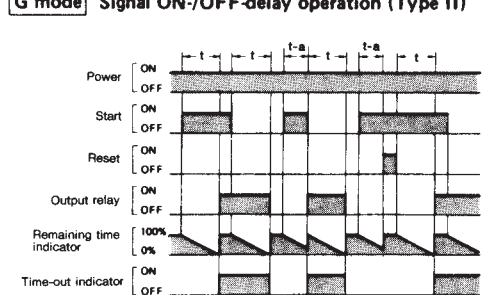 G mode Signal ON-/OFF-delay operation (Type II)
t t t-a t t-a t
Power ON
OFF
Start ON
OFF
Reset ON
OFF
Output relay ON
OFF
Remaining time indicator 100%
0%
Time-out indicator ON
OFF